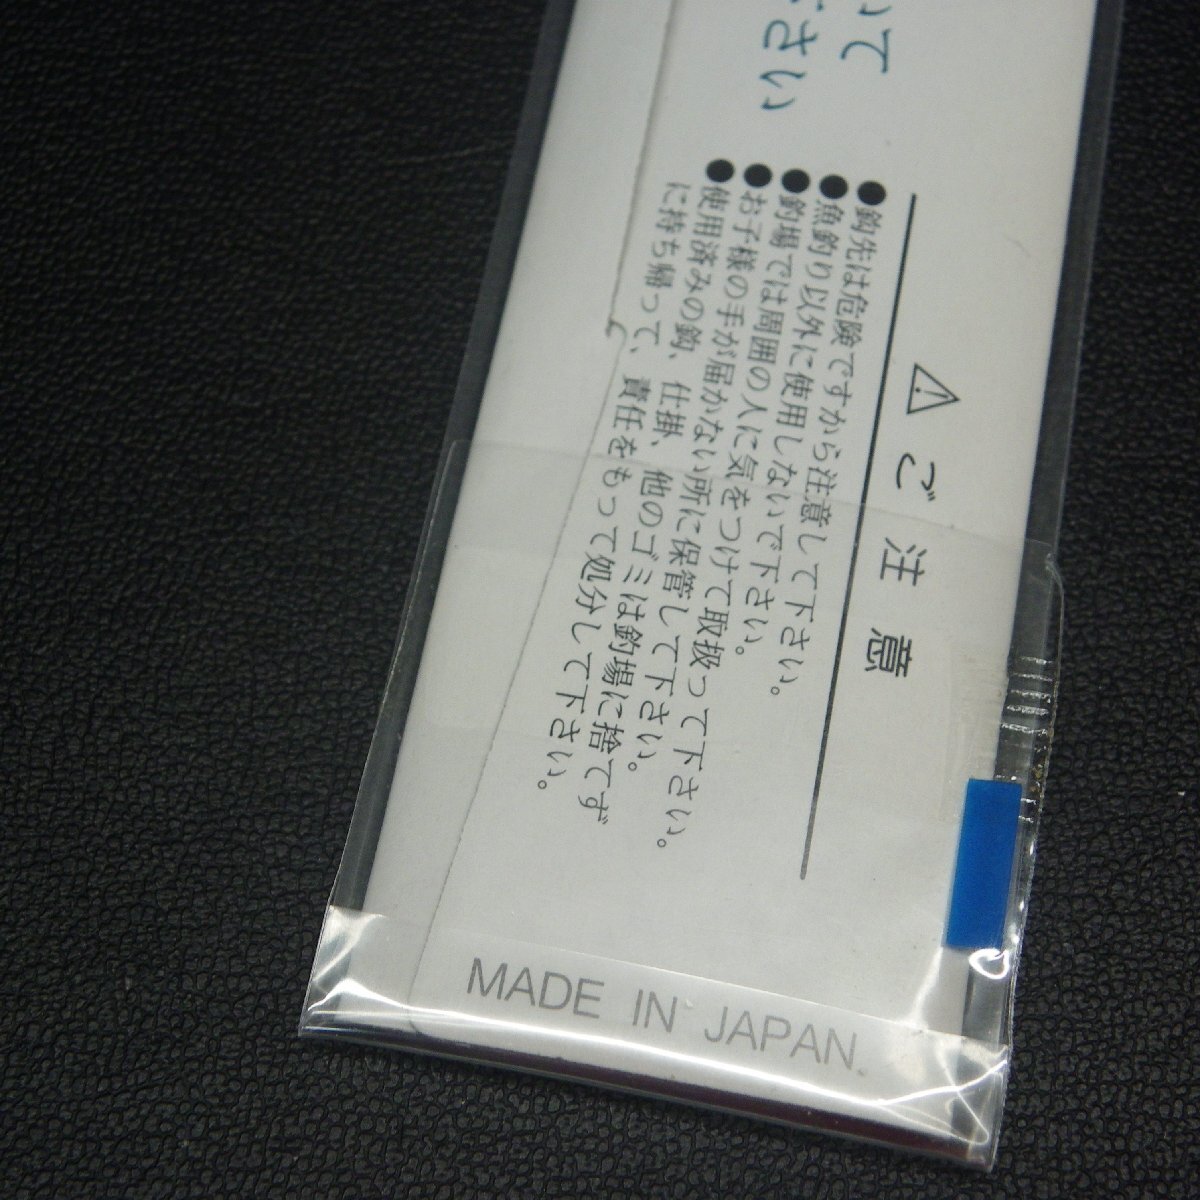 いて
ださい
⚠ご注意
●鈎先は危険ですから注意して下さい。
●魚釣り以外に使用しないで下さい。
●釣場では周囲の人に気をつけて取扱って下さい。
●お子様の手が届かない所に保管して下さい。
●使用済みの鈎、仕掛、他のゴミは釣場に捨てず
に持ち帰って、責任をもって処分して下さい。
MADE IN JAPAN.